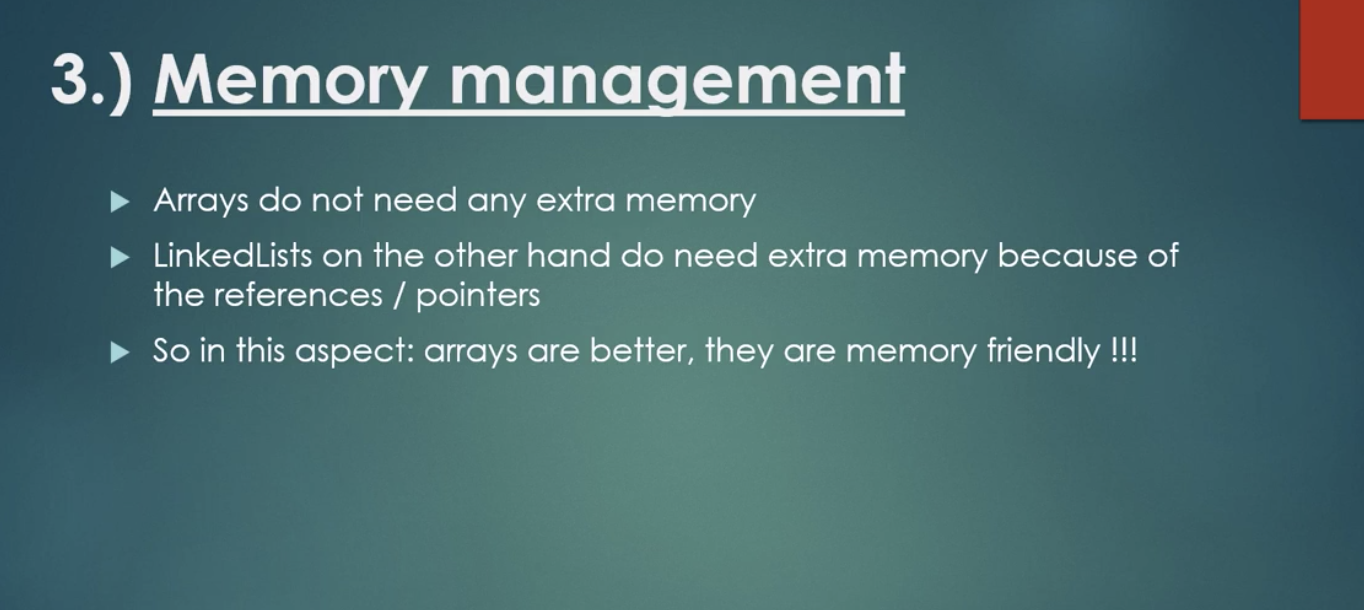 3.) Memory management
Arrays do not need any extra memory
LinkedLists on the other hand do need extra memory because of
the references / pointers
So in this aspect: arrays are better, they are memory friendly !!!